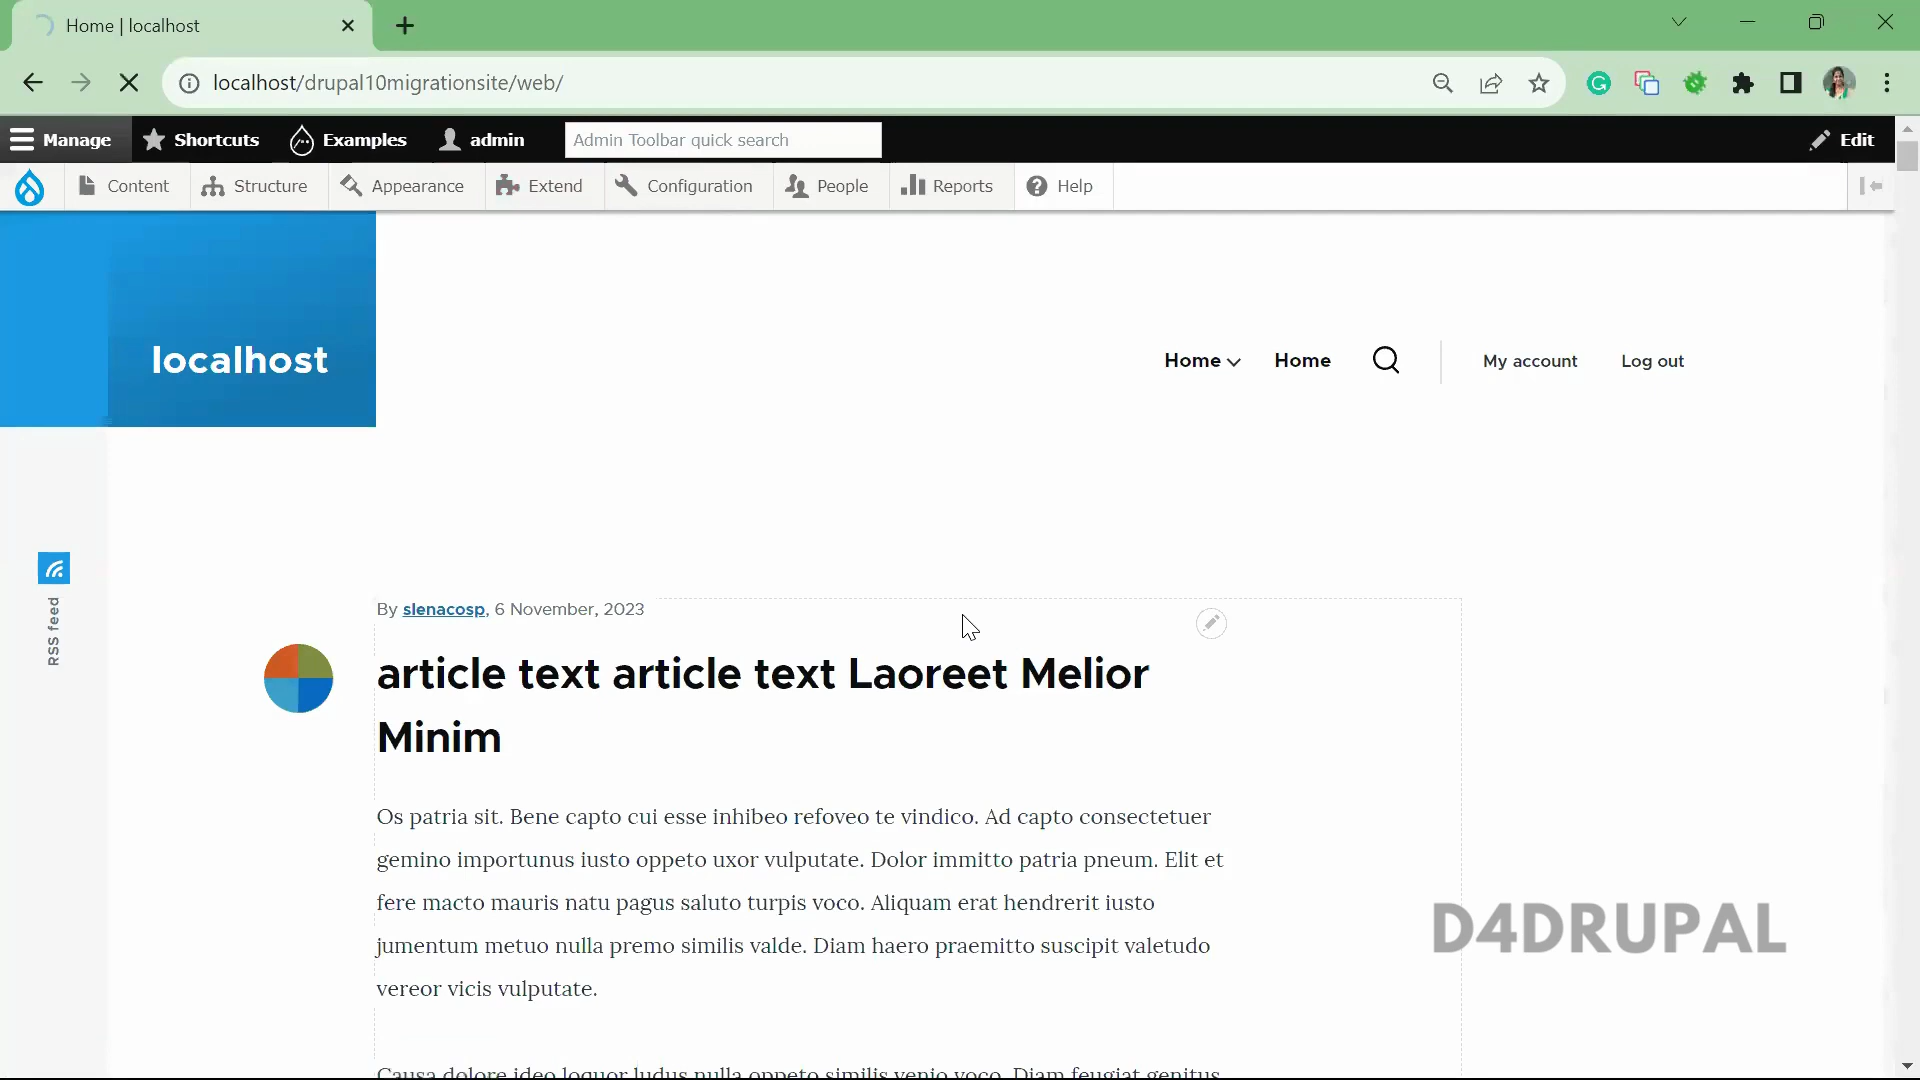 Home | localhost
localhost/drupal10migrationsite/web/
Manage Shortcuts Examples admin Admin Toolbar quick search Edit
Content Structure Appearance Extend Configuration People Reports Help
localhost
Home Home My account Log out
RSS feed
By slenacosp, 6 November, 2023
article text article text Laoreet Melior
Minim
Os patria sit. Bene capto cui esse inhibeo refoveo te vindico. Ad capto consectetuer
gemino importunus iusto oppeto uxor vulputate. Dolor immitto patria pneum. Elit et
fere macto mauris natu pagus saluto turpis voco. Aliquam erat hendrerit iusto
jumentum metuo nulla premo similis valde. Diam haero praemitto suscipit valetudo
vereor vicis vulputate.
D4DRUPAL
Causa dolore ideo loquor ludus nulla oppeto similis venio voco. Diam feugiat genitus